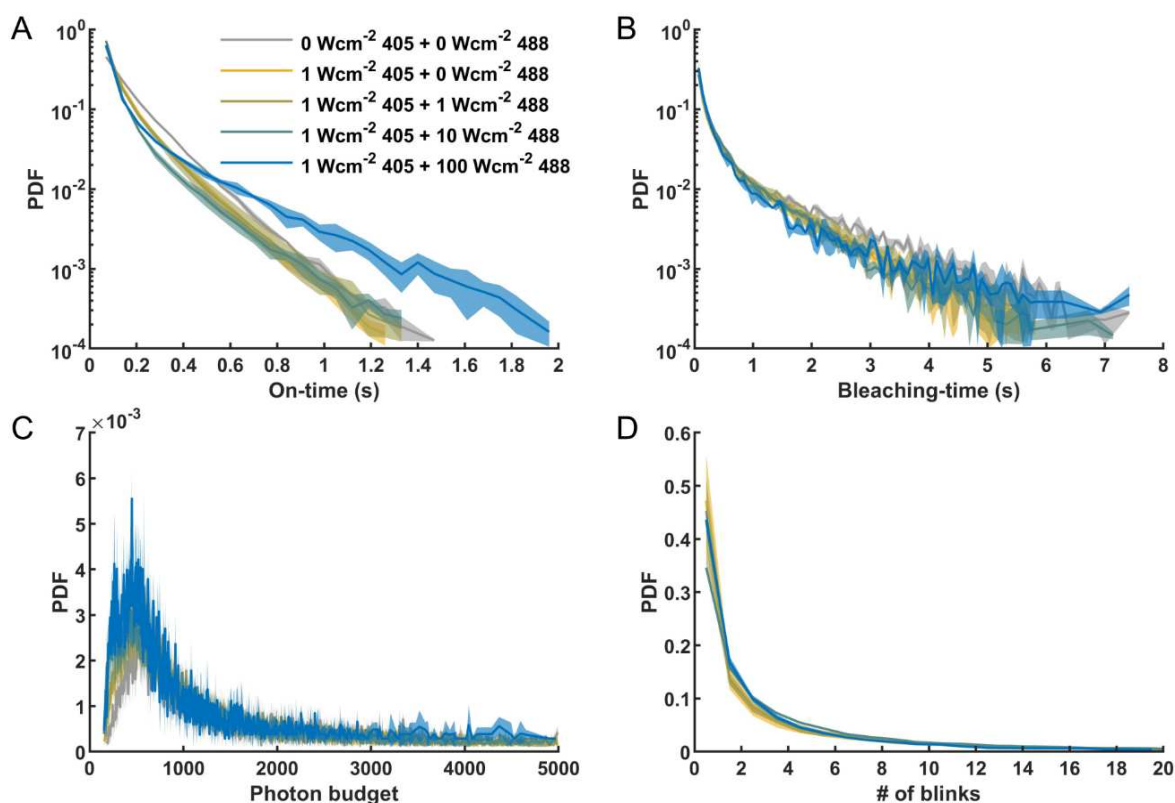 A
PDF
10^0
10^-1
10^-2
10^-3
10^-4
0 Wcm^-2 405 + 0 Wcm^-2 488
1 Wcm^-2 405 + 0 Wcm^-2 488
1 Wcm^-2 405 + 1 Wcm^-2 488
1 Wcm^-2 405 + 10 Wcm^-2 488
1 Wcm^-2 405 + 100 Wcm^-2 488
0 0.2 0.4 0.6 0.8 1 1.2 1.4 1.6 1.8 2
On-time (s)
B
PDF
10^0
10^-1
10^-2
10^-3
10^-4
0 1 2 3 4 5 6 7 8
Bleaching-time (s)
C
×10^-3
PDF
7
6
5
4
3
2
1
0
0 1000 2000 3000 4000 5000
Photon budget
D
PDF
0.6
0.5
0.4
0.3
0.2
0.1
0
0 2 4 6 8 10 12 14 16 18 20
# of blinks